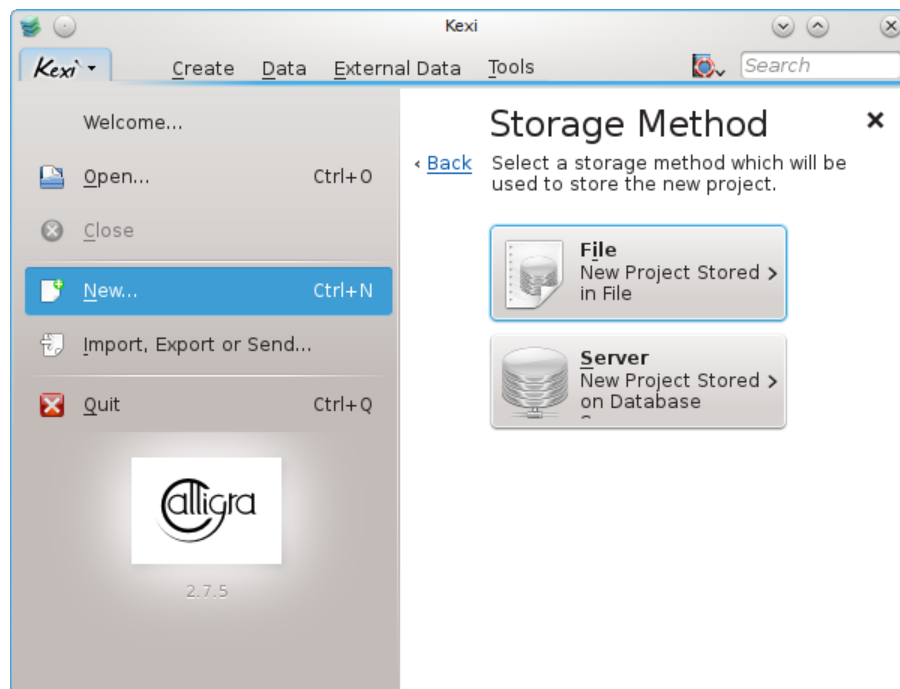 Kexi
Kexi
Create Data External Data Tools
Search
Welcome...
Open... Ctrl+O
Close
New... Ctrl+N
Import, Export or Send...
Quit Ctrl+Q
Calligra
2.7.5
Storage Method
‹ Back
Select a storage method which will be
used to store the new project.
File
New Project Stored
in File
Server
New Project Stored
on Database